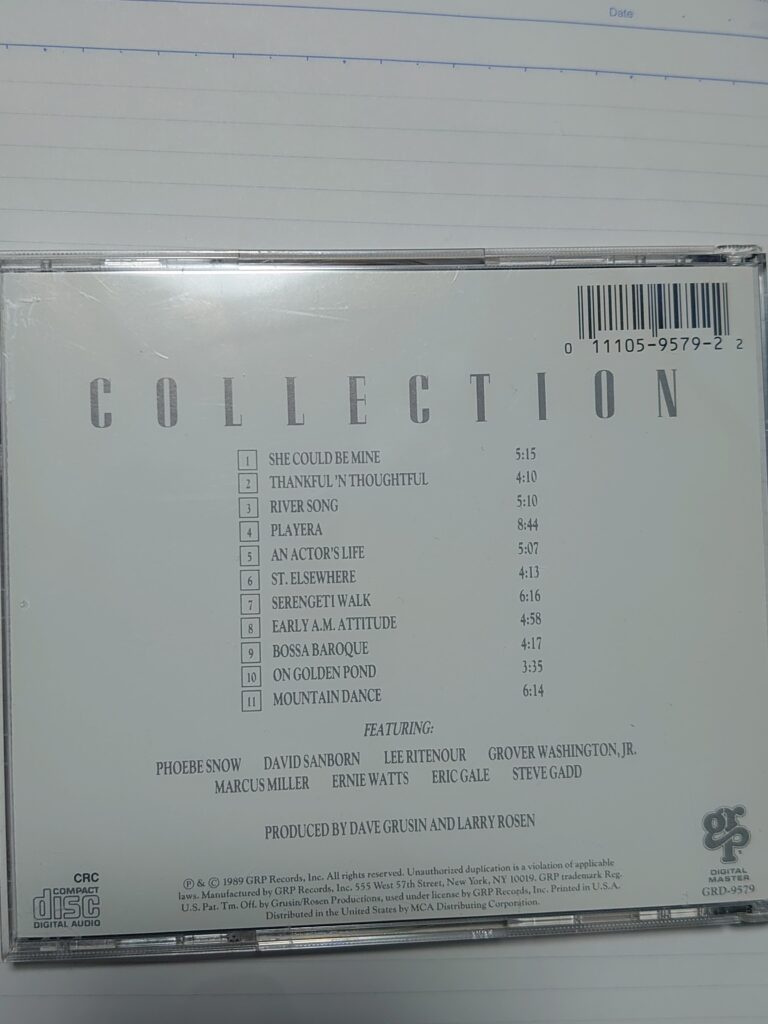 Date
0 11105-9579-2 2
COLLECTION
1 SHE COULD BE MINE 5:15
2 THANKFUL 'N THOUGHTFUL 4:10
3 RIVER SONG 5:10
4 PLAYERA 8:44
5 AN ACTOR'S LIFE 5:07
6 ST. ELSEWHERE 4:13
7 SERENGETI WALK 6:16
8 EARLY A.M. ATTITUDE 4:58
9 BOSSA BAROQUE 4:17
10 ON GOLDEN POND 3:35
11 MOUNTAIN DANCE 6:14
FEATURING:
PHOEBE SNOW DAVID SANBORN LEE RITENOUR GROVER WASHINGTON, JR.
MARCUS MILLER ERNIE WATTS ERIC GALE STEVE GADD
PRODUCED BY DAVE GRUSIN AND LARRY ROSEN
CRC
COMPACT
disc
DIGITAL AUDIO
Ⓟ & © 1989 GRP Records, Inc. All rights reserved. Unauthorized duplication is a violation of applicable
laws. Manufactured by GRP Records, Inc. 555 West 57th Street, New York, NY 10019. GRP trademark Reg.
U.S. Pat. Tm. Off. by Grusin/Rosen Productions, used under license by GRP Records, Inc. Printed in U.S.A.
Distributed in the United States by MCA Distributing Corporation.
grp
DIGITAL
MASTER
GRD-9579